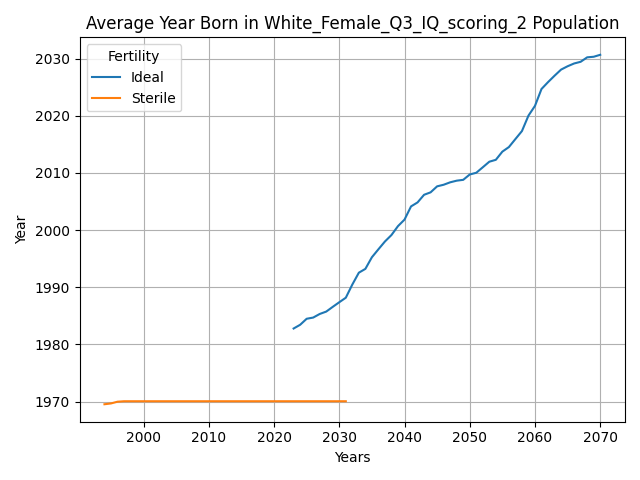 Average Year Born in White_Female_Q3_IQ_scoring_2 Population
Fertility
Ideal
Sterile
Year
2030
2020
2010
2000
1990
1980
1970
2000 2010 2020 2030 2040 2050 2060 2070
Years